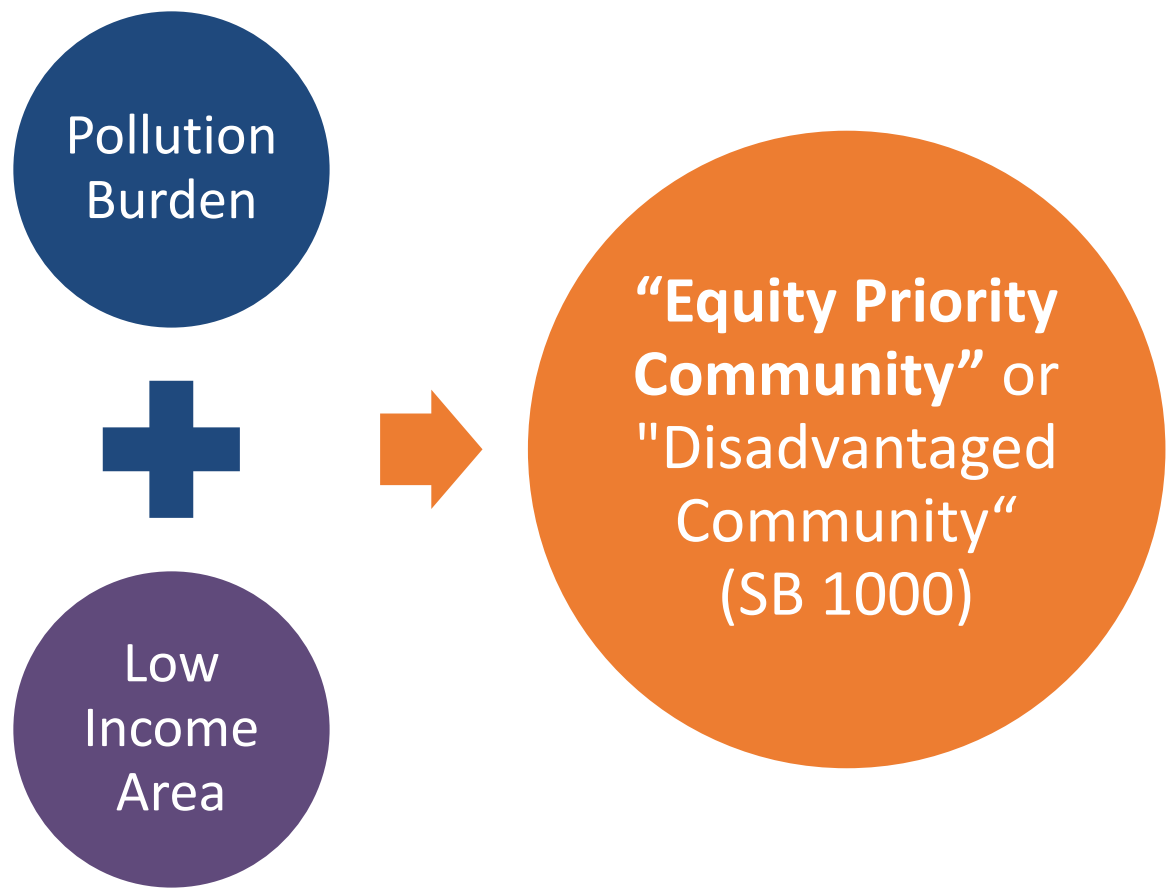 Pollution
Burden
Low
Income
Area
“Equity Priority
Community” or
"Disadvantaged
Community“
(SB 1000)